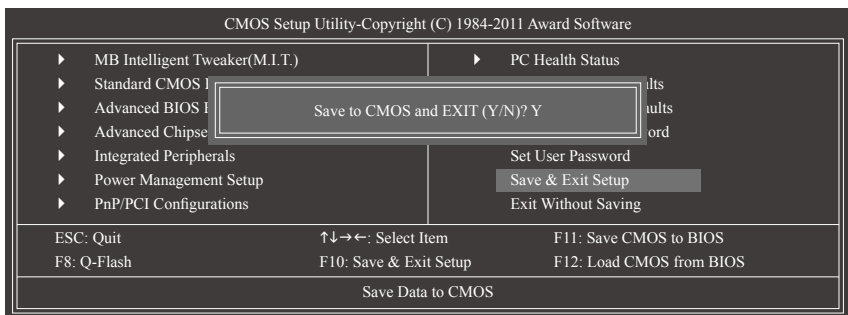 CMOS Setup Utility-Copyright (C) 1984-2011 Award Software
MB Intelligent Tweaker(M.I.T.)
Standard CMOS
Advanced BIOS
Advanced
Integrated Peripherals
Power Management Setup
PnP/PCI Configurations
PC Health Status
Set User Password
Save & Exit Setup
Exit Without Saving
Save to CMOS and EXIT (Y/N)? Y
ESC: Quit ↑↓→←: Select Item F11: Save CMOS to BIOS
F8: Q-Flash F10: Save & Exit Setup F12: Load CMOS from BIOS
Save Data to CMOS